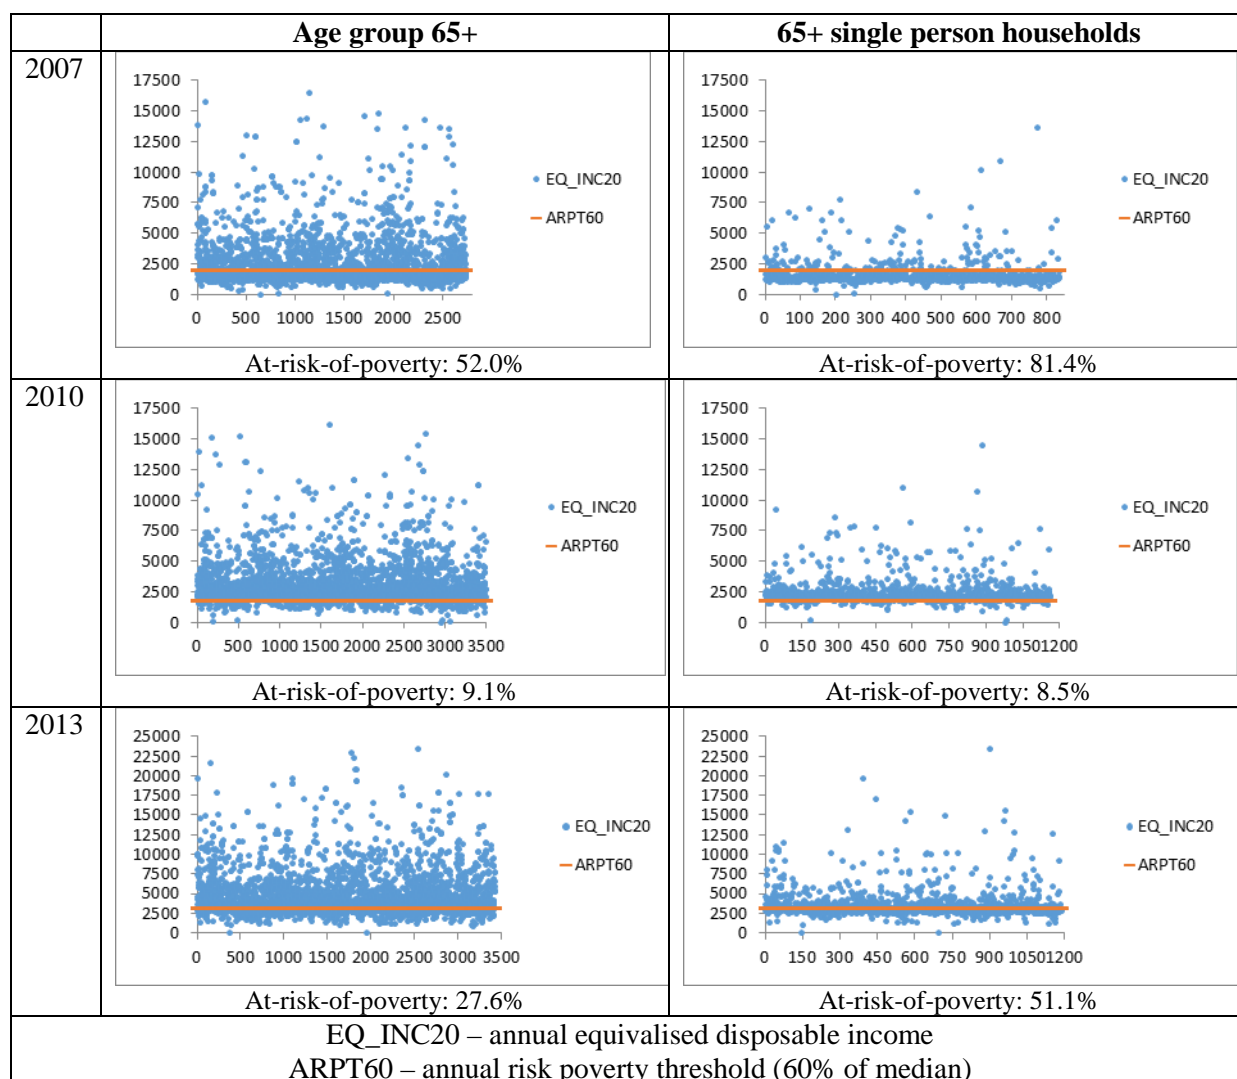 Age group 65+
65+ single person households
2007
17500
15000
12500
10000
7500
5000
2500
0
0 500 1000 1500 2000 2500
EQ_INC20
ARPT60
At-risk-of-poverty: 52.0%
17500
15000
12500
10000
7500
5000
2500
0
0 100 200 300 400 500 600 700 800
EQ_INC20
ARPT60
At-risk-of-poverty: 81.4%
2010
17500
15000
12500
10000
7500
5000
2500
0
0 500 1000 1500 2000 2500 3000 3500
EQ_INC20
ARPT60
At-risk-of-poverty: 9.1%
17500
15000
12500
10000
7500
5000
2500
0
0 150 300 450 600 750 900 1050 1200
EQ_INC20
ARPT60
At-risk-of-poverty: 8.5%
2013
25000
22500
20000
17500
15000
12500
10000
7500
5000
2500
0
0 500 1000 1500 2000 2500 3000 3500
EQ_INC20
ARPT60
At-risk-of-poverty: 27.6%
25000
22500
20000
17500
15000
12500
10000
7500
5000
2500
0
0 150 300 450 600 750 900 1050 1200
EQ_INC20
ARPT60
At-risk-of-poverty: 51.1%
EQ_INC20 – annual equivalised disposable income
ARPT60 – annual risk poverty threshold (60% of median)